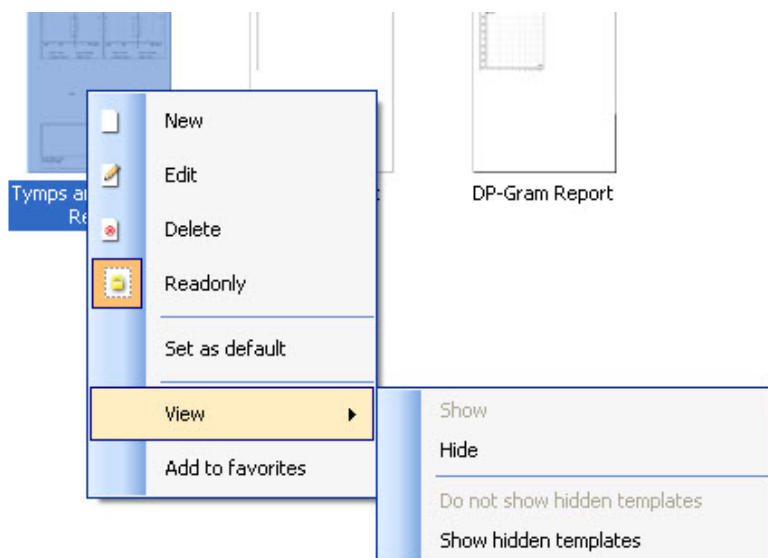 Tymps a
Re
DP-Gram Report
New
Edit
Delete
Readonly
Set as default
View
Add to favorites
Show
Hide
Do not show hidden templates
Show hidden templates